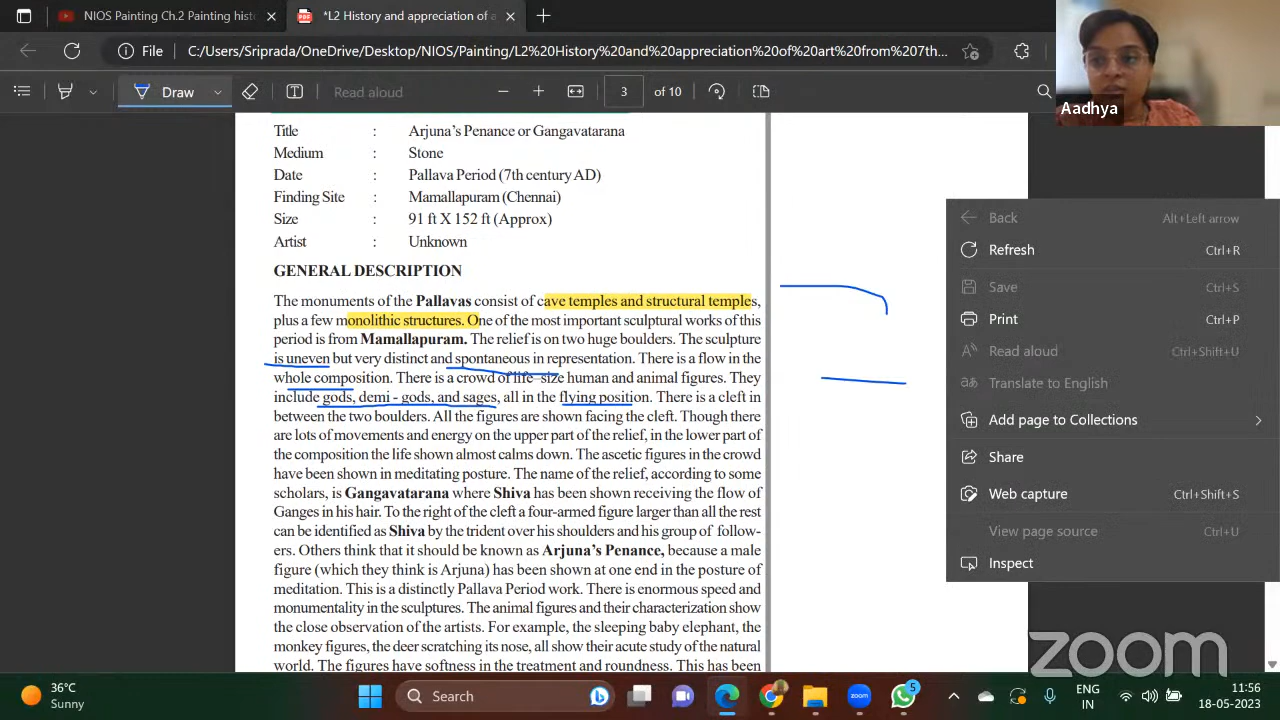 NIOS Painting Ch.2 Painting hist
*L2 History and appreciation of a
File
C:/Users/Sriprada/OneDrive/Desktop/NIOS/Painting/L2%20History%20and%20appreciation%20of%20art%20from%207th...
Draw
Read aloud
3
of 10
Aadhya
Title : Arjuna's Penance or Gangavatarana
Medium : Stone
Date : Pallava Period (7th century AD)
Finding Site : Mamallapuram (Chennai)
Size : 91 ft X 152 ft (Approx)
Artist : Unknown
GENERAL DESCRIPTION
The monuments of the Pallavas consist of cave temples and structural temples,
plus a few monolithic structures. One of the most important sculptural works of this
period is from Mamallapuram. The relief is on two huge boulders. The sculpture
is uneven but very distinct and spontaneous in representation. There is a flow in the
whole composition. There is a crowd of life–size human and animal figures. They
include gods, demi - gods, and sages, all in the flying position. There is a cleft in
between the two boulders. All the figures are shown facing the cleft. Though there
are lots of movements and energy on the upper part of the relief, in the lower part of
the composition the life shown almost calms down. The ascetic figures in the crowd
have been shown in meditating posture. The name of the relief, according to some
scholars, is Gangavatarana where Shiva has been shown receiving the flow of
Ganges in his hair. To the right of the cleft a four-armed figure larger than all the rest
can be identified as Shiva by the trident over his shoulders and his group of follow-
ers. Others think that it should be known as Arjuna's Penance, because a male
figure (which they think is Arjuna) has been shown at one end in the posture of
meditation. This is a distinctly Pallava Period work. There is enormous speed and
monumentality in the sculptures. The animal figures and their characterization show
the close observation of the artists. For example, the sleeping baby elephant, the
monkey figures, the deer scratching its nose, all show their acute study of the natural
world. The figures have softness in the treatment and roundness. This has been
Back Alt+Left arrow
Refresh Ctrl+R
Save Ctrl+S
Print Ctrl+P
Read aloud Ctrl+Shift+U
Translate to English
Add page to Collections
Share
Web capture Ctrl+Shift+S
View page source Ctrl+U
Inspect
zoom
36°C
Sunny
Search
zoom
5
ENG
IN
11:56
18-05-2023